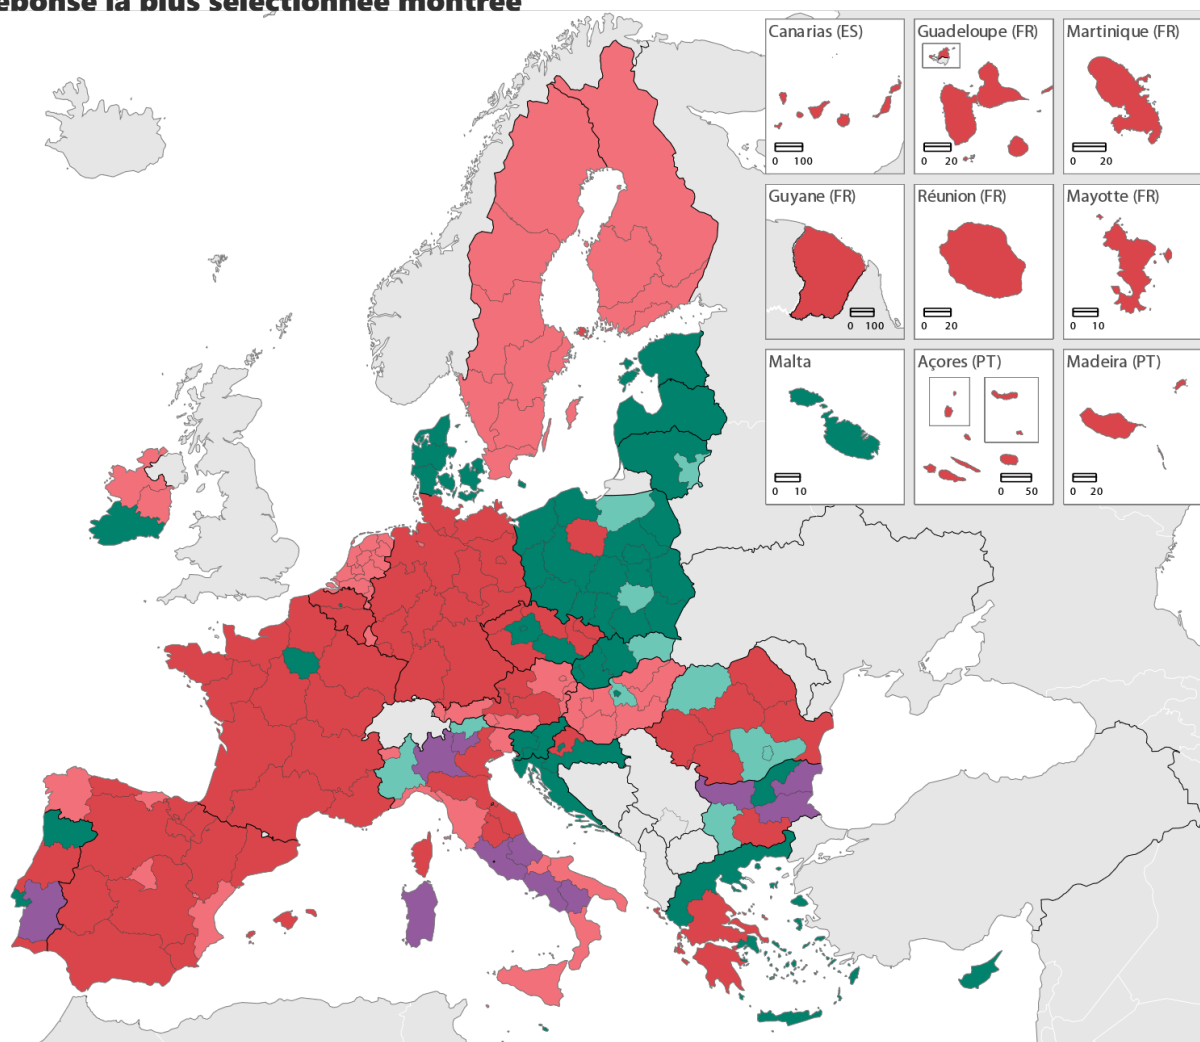 éponse la plus sélectionnée montrée
Canarias (ES)
0 100
Guadeloupe (FR)
0 20
Martinique (FR)
0 20
Guyane (FR)
0 100
Réunion (FR)
0 20
Mayotte (FR)
0 10
Malta
0 10
Açores (PT)
0 50
Madeira (PT)
0 20